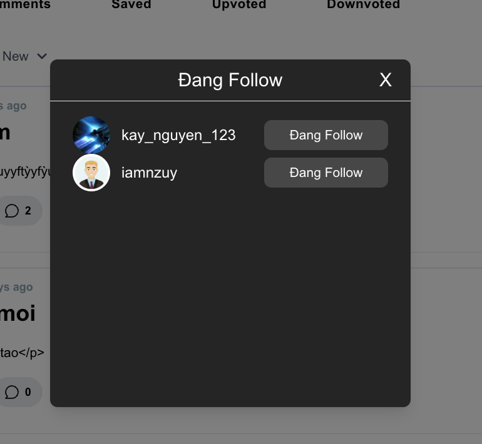 mments Saved Upvoted Downvoted
New
s ago
m
Đang Follow X
kay_nguyen_123 Đang Follow
iamnzuy Đang Follow
2
ys ago
moi
tao</p>
0